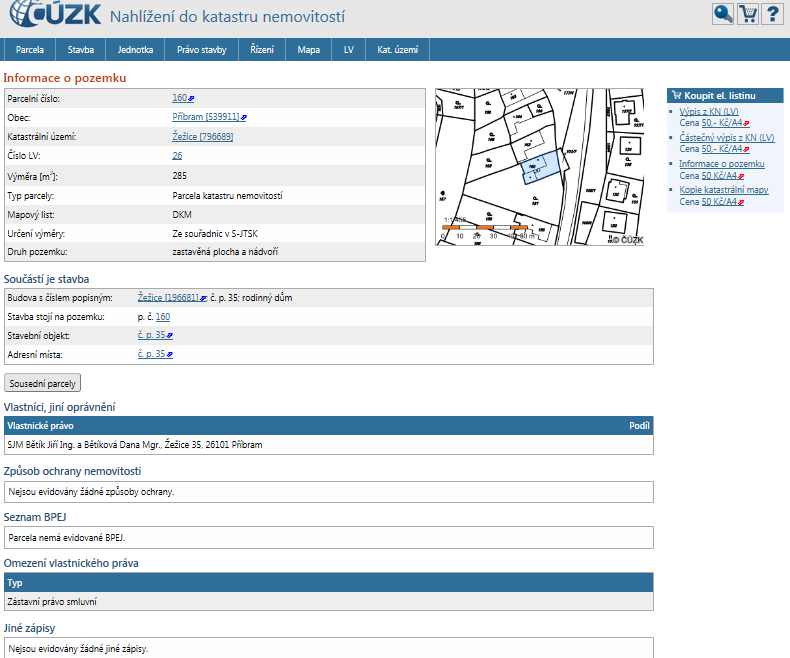 ČÚZK Nahlížení do katastru nemovitostí
Parcela Stavba Jednotka Právo stavby Řízení Mapa LV Kat. území
Informace o pozemku
Parcelní číslo: 160
Obec: Příbram [539911]
Katastrální území: Žežice [796689]
Číslo LV: 26
Výměra [m²]: 285
Typ parcely: Parcela katastru nemovitostí
Mapový list: DKM
Určení výměry: Ze souřadnic v S-JTSK
Druh pozemku: zastavěná plocha a nádvoří
© ČÚZK
Koupit el. listinu
Výpis z KN (LV)
Cena 50,- Kč/A4
Částečný výpis z KN (LV)
Cena 50,- Kč/A4
Informace o pozemku
Cena 50 Kč/A4
Kopie katastrální mapy
Cena 50 Kč/A4
Součástí je stavba
Budova s číslem popisným: Žežice [196681]; č. p. 35; rodinný dům
Stavba stojí na pozemku: p. č. 160
Stavební objekt: č. p. 35
Adresní místa: č. p. 35
Sousední parcely
Vlastníci, jiní oprávnění
Vlastnické právo Podíl
SJM Bětík Jiří Ing. a Bětíková Dana Mgr., Žežice 35, 26101 Příbram
Způsob ochrany nemovitosti
Nejsou evidovány žádné způsoby ochrany.
Seznam BPEJ
Parcela nemá evidované BPEJ.
Omezení vlastnického práva
Typ
Zástavní právo smluvní
Jiné zápisy
Nejsou evidovány žádné jiné zápisy.